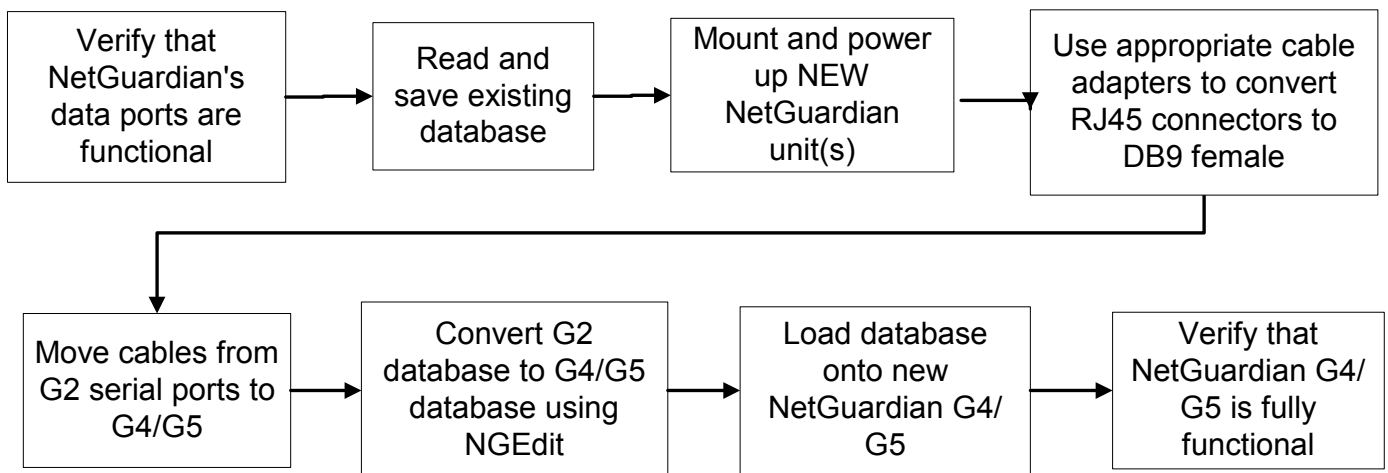 Verify that
NetGuardian's
data ports are
functional
Read and
save existing
database
Mount and power
up NEW
NetGuardian
unit(s)
Use appropriate cable
adapters to convert
RJ45 connectors to
DB9 female
Move cables from
G2 serial ports to
G4/G5
Convert G2
database to G4/G5
database using
NGEdit
Load database
onto new
NetGuardian G4/
G5
Verify that
NetGuardian G4/
G5 is fully
functional